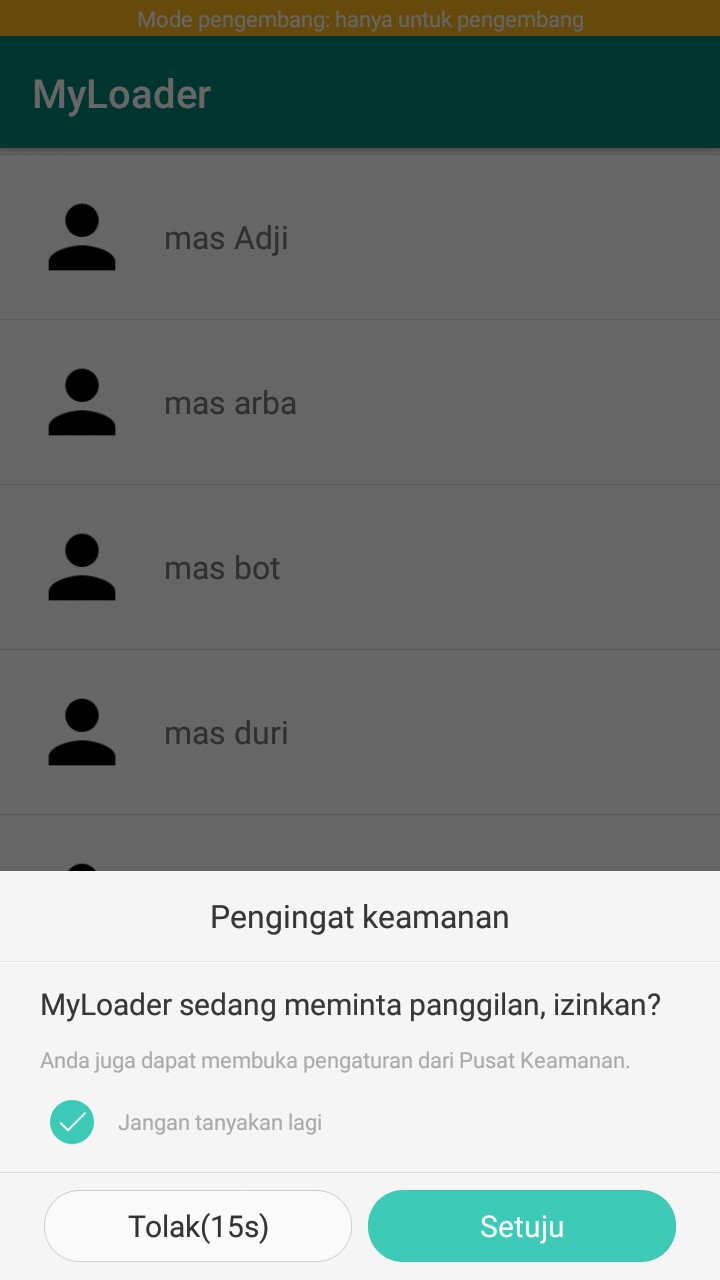 Mode pengembang: hanya untuk pengembang
MyLoader
mas Adji
mas arba
mas bot
mas duri
Pengingat keamanan
MyLoader sedang meminta panggilan, izinkan?
Anda juga dapat membuka pengaturan dari Pusat Keamanan.
Jangan tanyakan lagi
Tolak(15s)
Setuju